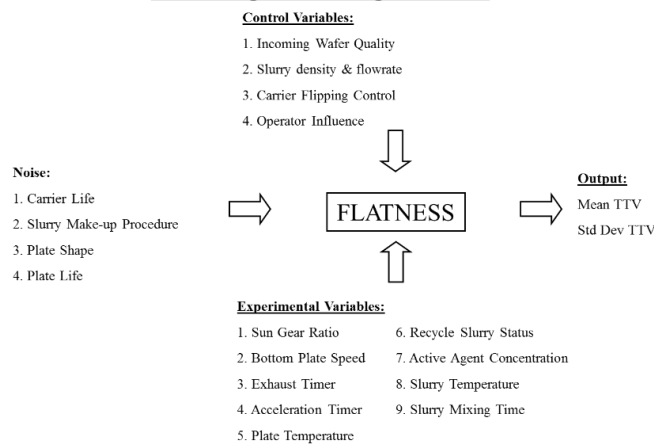 Control Variables:
1. Incoming Wafer Quality
2. Slurry density & flowrate
3. Carrier Flipping Control
4. Operator Influence
Noise:
1. Carrier Life
2. Slurry Make-up Procedure
3. Plate Shape
4. Plate Life
FLATNESS
Output:
Mean TTV
Std Dev TTV
Experimental Variables:
1. Sun Gear Ratio
2. Bottom Plate Speed
3. Exhaust Timer
4. Acceleration Timer
5. Plate Temperature
6. Recycle Slurry Status
7. Active Agent Concentration
8. Slurry Temperature
9. Slurry Mixing Time